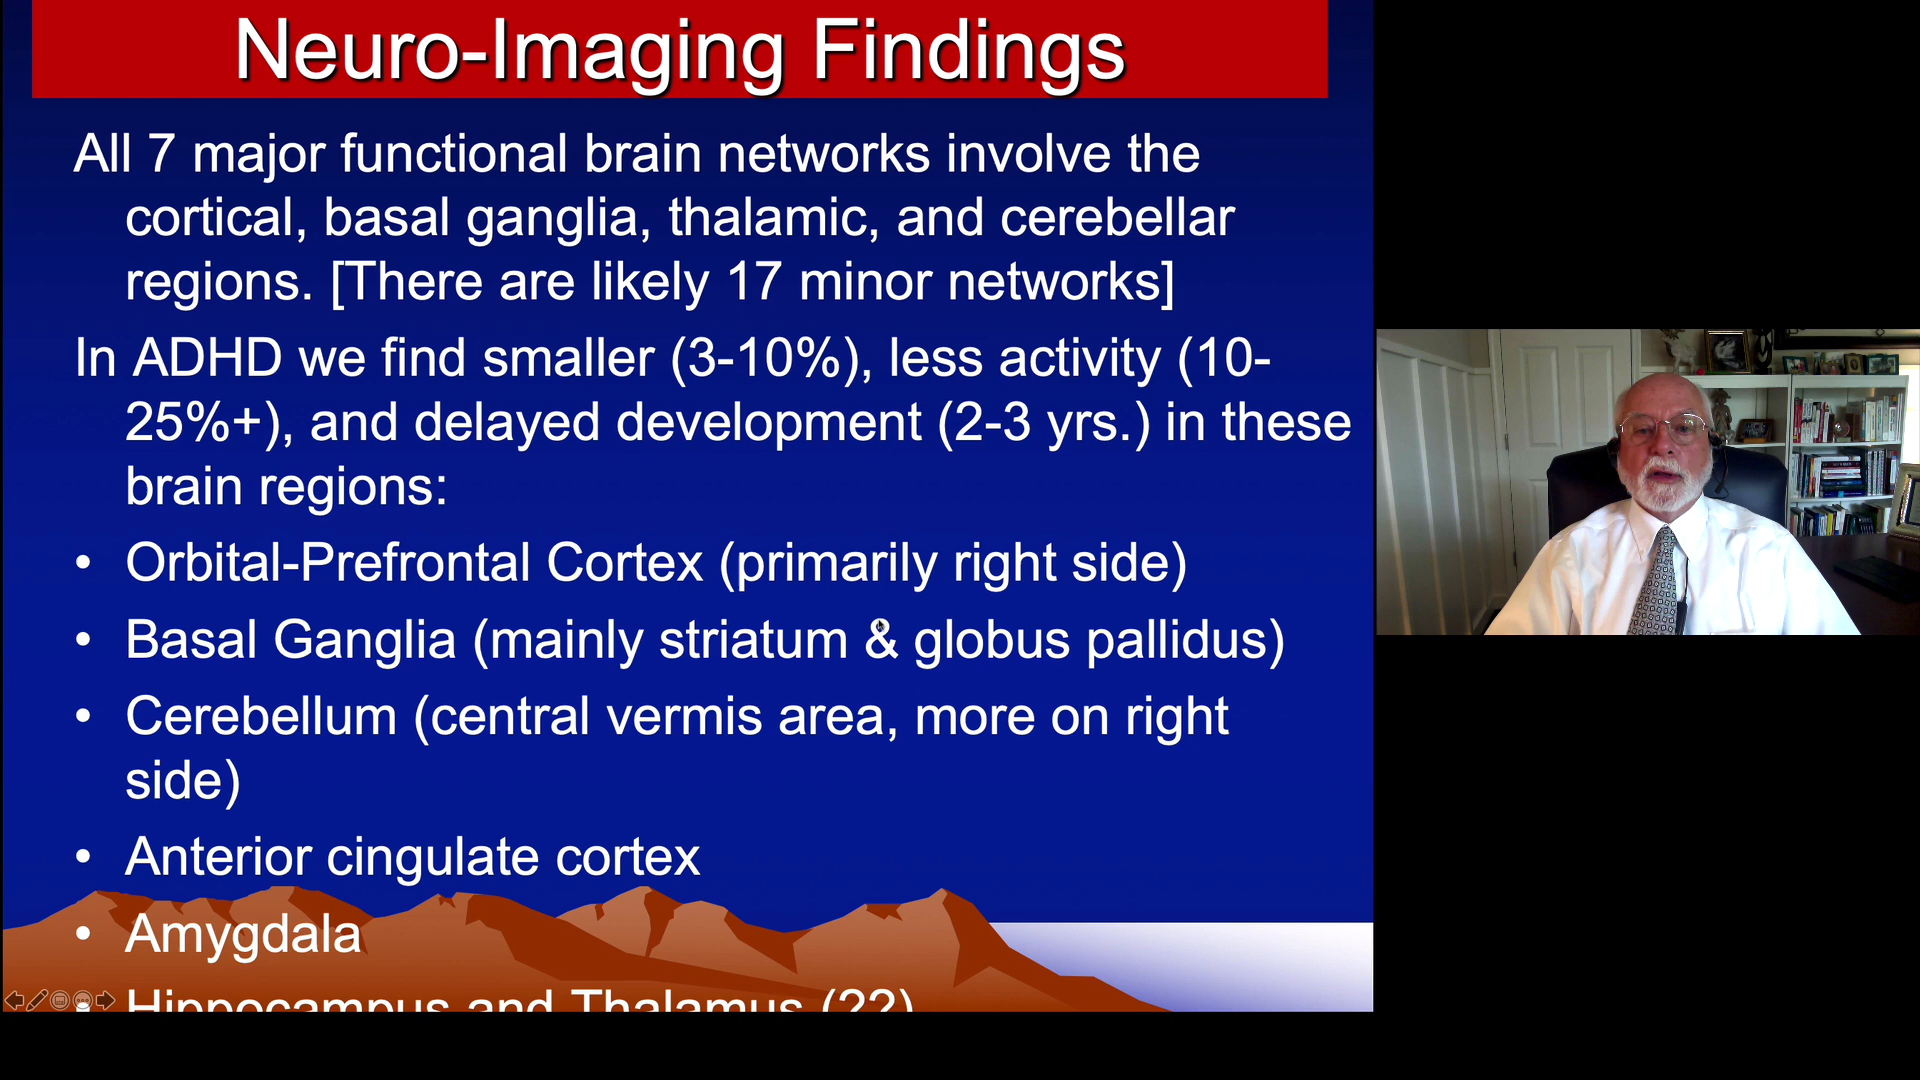 Neuro-Imaging Findings
All 7 major functional brain networks involve the
cortical, basal ganglia, thalamic, and cerebellar
regions. [There are likely 17 minor networks]
In ADHD we find smaller (3-10%), less activity (10-
25%+), and delayed development (2-3 yrs.) in these
brain regions:
• Orbital-Prefrontal Cortex (primarily right side)
• Basal Ganglia (mainly striatum & globus pallidus)
• Cerebellum (central vermis area, more on right
side)
• Anterior cingulate cortex
• Amygdala
• Hippocampus and Thalamus (??)